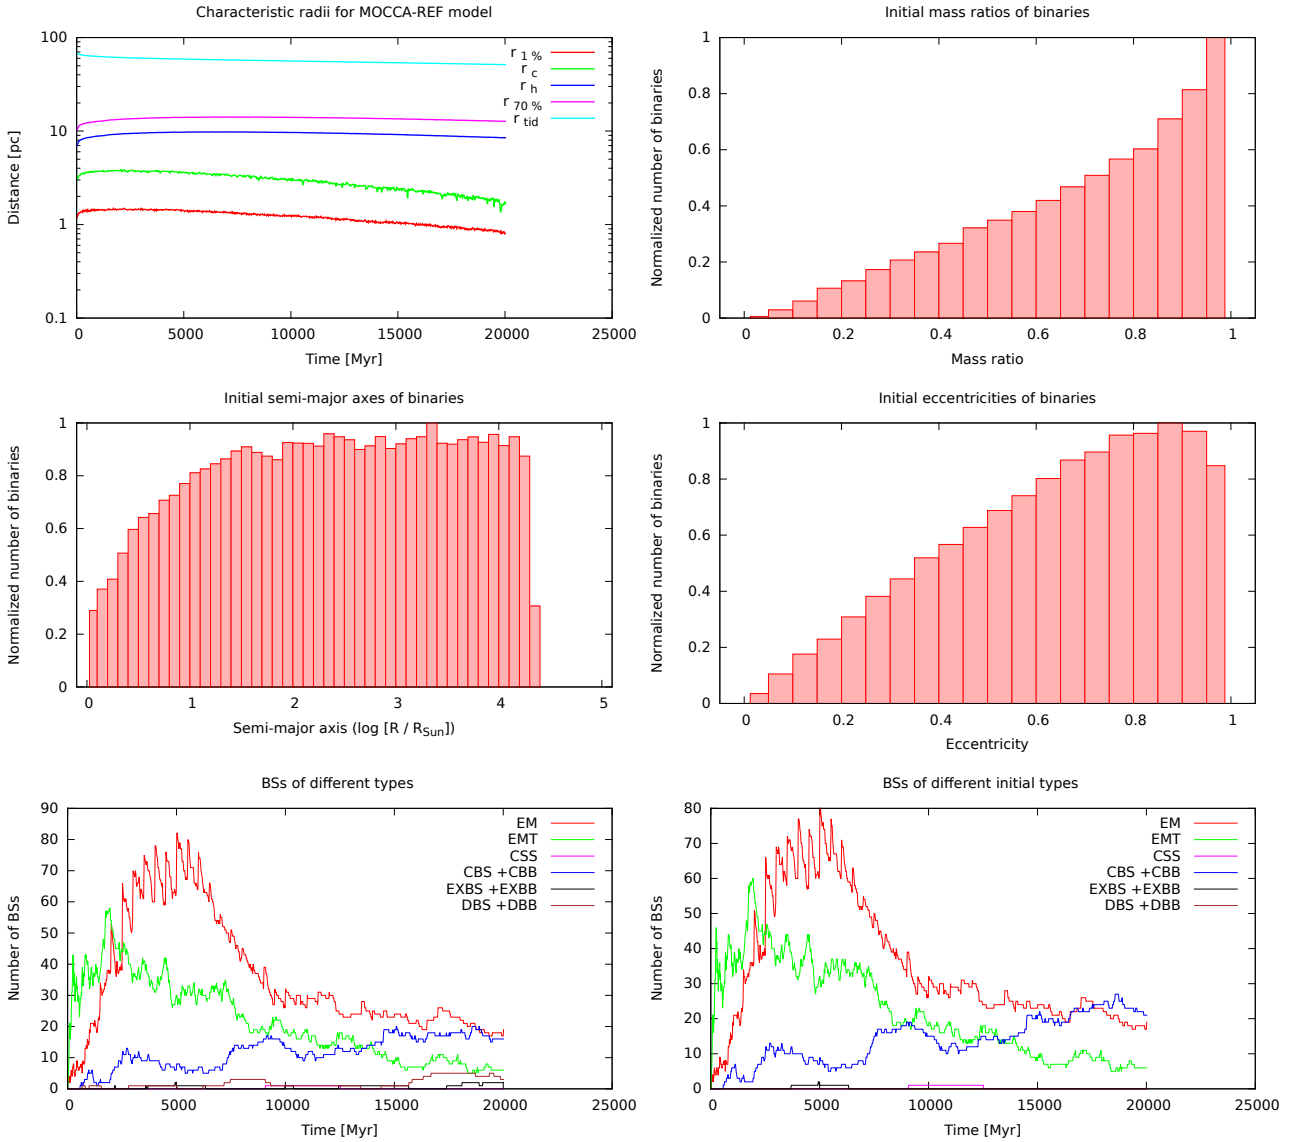 Characteristic radii for MOCCA-REF model
100
10
1
0.1
Distance [pc]
r 1 %
r c
r h
r 70 %
r tid
0 5000 10000 15000 20000 25000
Time [Myr]
Initial mass ratios of binaries
1
0.8
0.6
0.4
0.2
0
Normalized number of binaries
0 0.2 0.4 0.6 0.8 1
Mass ratio
Initial semi-major axes of binaries
1
0.8
0.6
0.4
0.2
0
Normalized number of binaries
0 1 2 3 4 5
Semi-major axis (log [R / RSun])
Initial eccentricities of binaries
1
0.8
0.6
0.4
0.2
0
Normalized number of binaries
0 0.2 0.4 0.6 0.8 1
Eccentricity
BSs of different types
90
80
70
60
50
40
30
20
10
0
Number of BSs
EM
EMT
CSS
CBS +CBB
EXBS +EXBB
DBS +DBB
0 5000 10000 15000 20000 25000
Time [Myr]
BSs of different initial types
80
70
60
50
40
30
20
10
0
Number of BSs
EM
EMT
CSS
CBS +CBB
EXBS +EXBB
DBS +DBB
0 5000 10000 15000 20000 25000
Time [Myr]